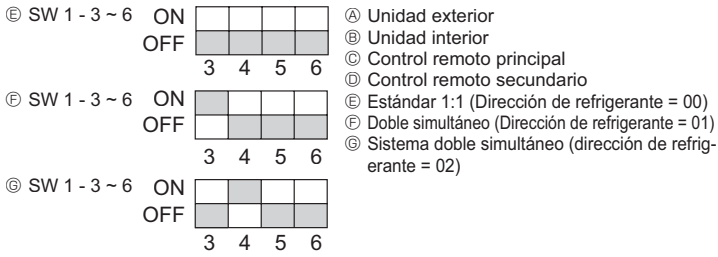 Ⓔ SW 1 - 3 ~ 6 ON
OFF
3 4 5 6
Ⓕ SW 1 - 3 ~ 6 ON
OFF
3 4 5 6
Ⓖ SW 1 - 3 ~ 6 ON
OFF
3 4 5 6
Ⓐ Unidad exterior
Ⓑ Unidad interior
Ⓒ Control remoto principal
Ⓓ Control remoto secundario
Ⓔ Estándar 1:1 (Dirección de refrigerante = 00)
Ⓕ Doble simultáneo (Dirección de refrigerante = 01)
Ⓖ Sistema doble simultáneo (dirección de refrig-
erante = 02)